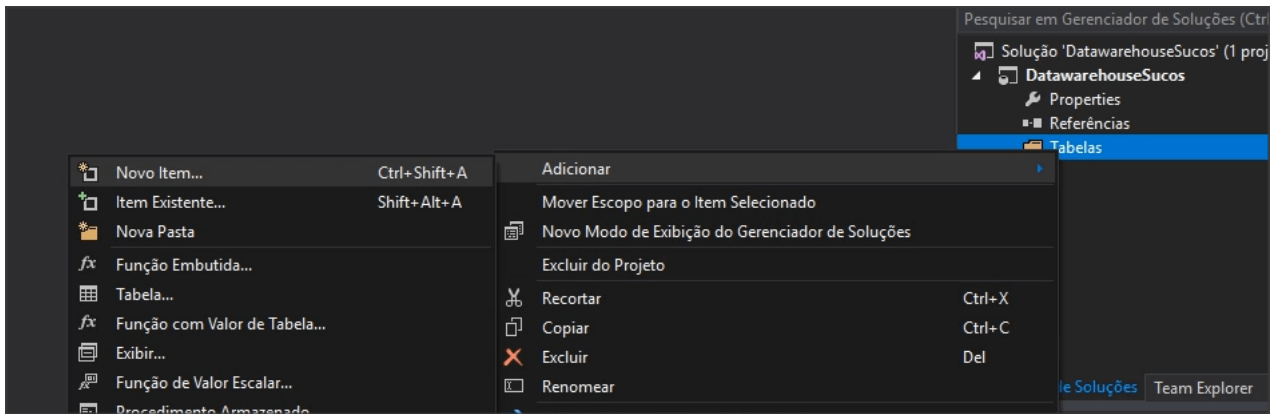 Pesquisar em Gerenciador de Soluções (Ctrl
Solução 'DatawarehouseSucos' (1 proj
DatawarehouseSucos
Properties
Referências
Tabelas
Adicionar
Mover Escopo para o Item Selecionado
Novo Modo de Exibição do Gerenciador de Soluções
Excluir do Projeto
Recortar Ctrl+X
Copiar Ctrl+C
Excluir Del
Renomear
Novo Item... Ctrl+Shift+A
Item Existente... Shift+Alt+A
Nova Pasta
Função Embutida...
Tabela...
Função com Valor de Tabela...
Exibir...
Função de Valor Escalar...
Procedimento Armazenado
de Soluções Team Explorer